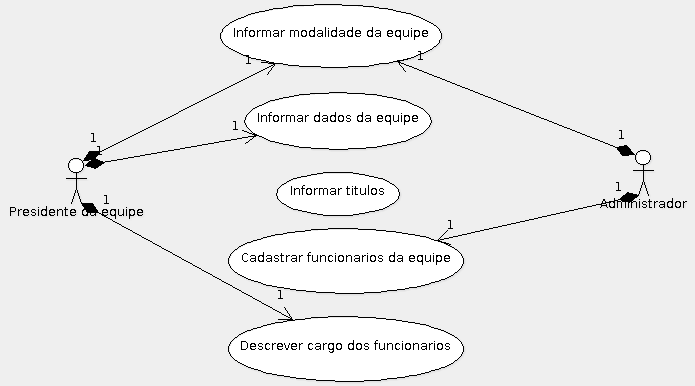 Informar modalidade da equipe
1
1
Informar dados da equipe
1
1
1
1
Presidente da equipe
1
Informar titulos
1
Administrador
1
Cadastrar funcionarios da equipe
1
Descrever cargo dos funcionarios